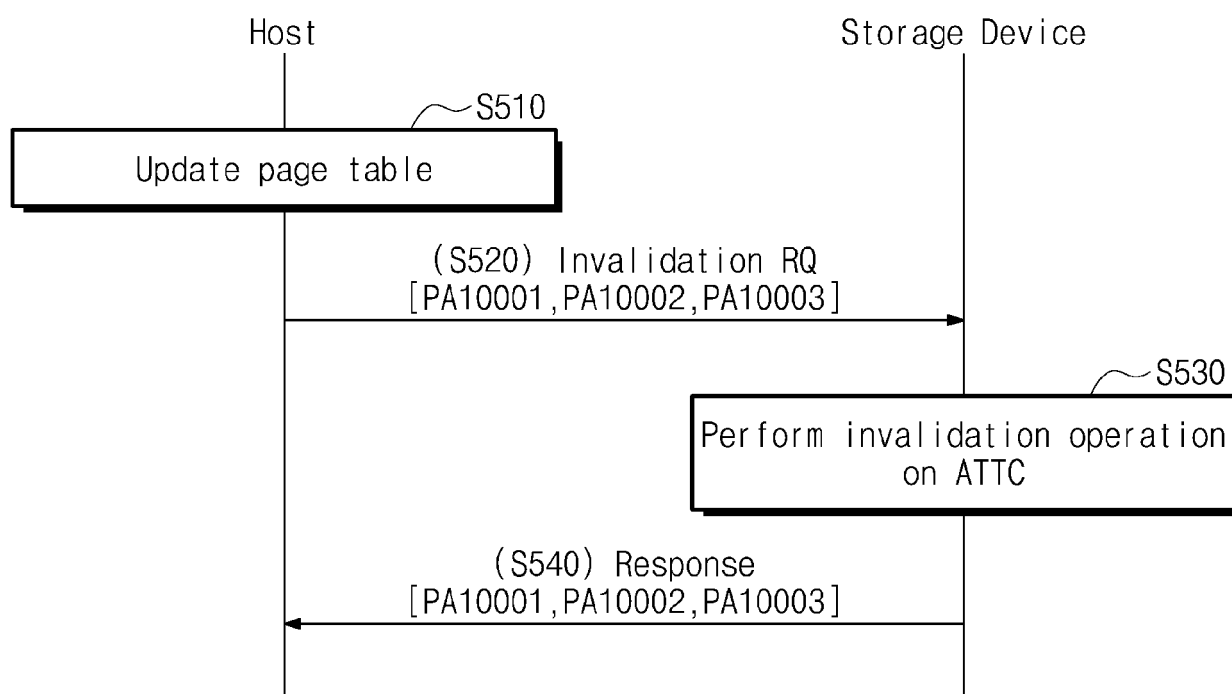 Host
Storage Device
S510
Update page table
(S520) Invalidation RQ
[PA10001,PA10002,PA10003]
S530
Perform invalidation operation
on ATTC
(S540) Response
[PA10001,PA10002,PA10003]